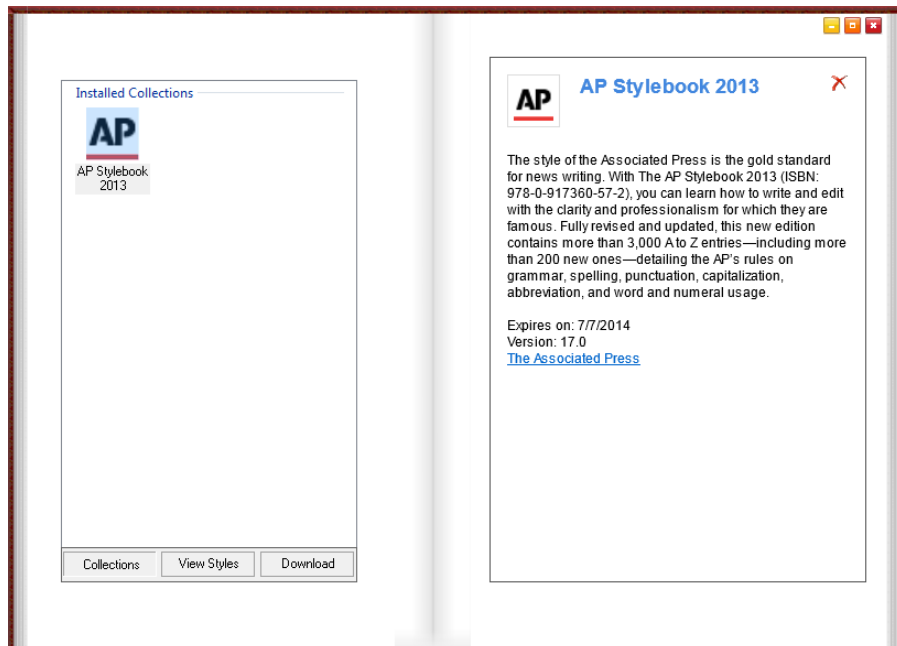 Installed Collections
AP
AP Stylebook
2013
Collections
View Styles
Download
AP
AP Stylebook 2013
The style of the Associated Press is the gold standard
for news writing. With The AP Stylebook 2013 (ISBN:
978-0-917360-57-2), you can learn how to write and edit
with the clarity and professionalism for which they are
famous. Fully revised and updated, this new edition
contains more than 3,000 A to Z entries—including more
than 200 new ones—detailing the AP's rules on
grammar, spelling, punctuation, capitalization,
abbreviation, and word and numeral usage.
Expires on: 7/7/2014
Version: 17.0
The Associated Press